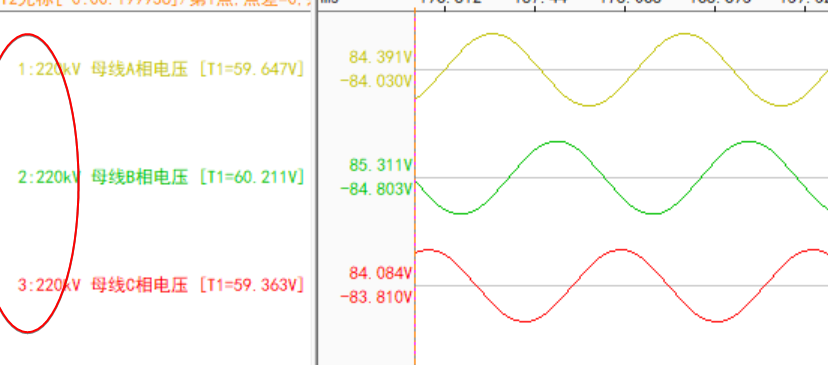 ms
1:220kV 母线A相电压 [T1=59.647V]
84.391V
-84.030V
2:220kV 母线B相电压 [T1=60.211V]
85.311V
-84.803V
3:220kV 母线C相电压 [T1=59.363V]
84.084V
-83.810V